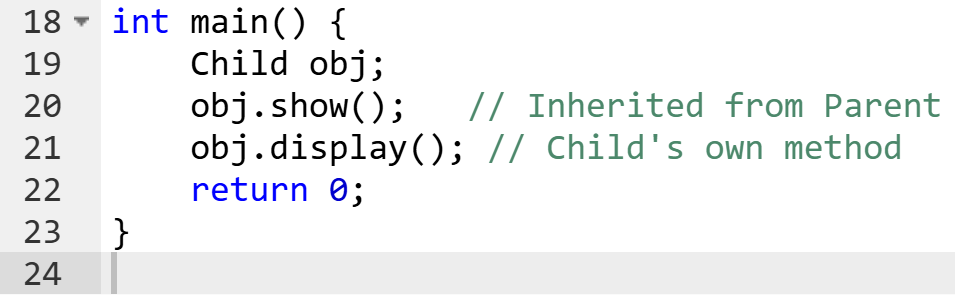 18 int main() {
19     Child obj;
20     obj.show();   // Inherited from Parent
21     obj.display(); // Child's own method
22     return 0;
23 }
24